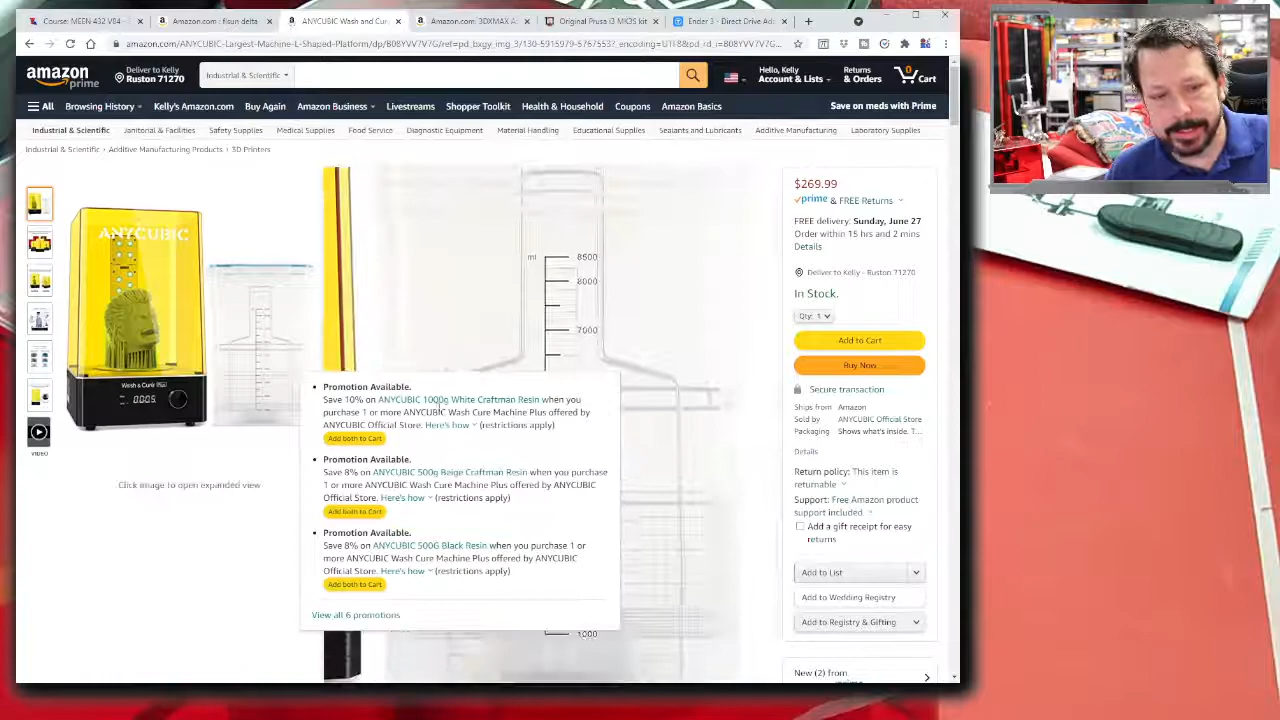 Course: MEEN 432 V84
Amazon.com : flsun delta
ANYCUBIC Wash and Cur
Amazon.com: 3DXMAX A
Original Prusa i3 MK3S kit
Ender 3 - Direct Drive Ad
amazon
prime
Deliver to Kelly
Ruston 71270
Industrial & Scientific
Hello, Kelly
Account & Lists
Returns
& Orders
0
Cart
All
Browsing History
Kelly's Amazon.com
Buy Again
Amazon Business
Livestreams
Shopper Toolkit
Health & Household
Coupons
Amazon Basics
Save on meds with Prime
Industrial & Scientific
Janitorial & Facilities
Safety Supplies
Medical Supplies
Food Service
Diagnostic Equipment
Material Handling
Educational Supplies
Sealants and Lubricants
Additive Manufacturing
Laboratory Supplies
Industrial & Scientific › Additive Manufacturing Products › 3D Printers
ANYCUBIC
Wash & Cure Plus
VIDEO
Click image to open expanded view
ml
8500
8000
7000
1,000
Promotion Available.
Save 10% on ANYCUBIC 1000g White Craftman Resin when you
purchase 1 or more ANYCUBIC Wash Cure Machine Plus offered by
ANYCUBIC Official Store. Here's how (restrictions apply)
Add both to Cart
Promotion Available.
Save 8% on ANYCUBIC 500g Beige Craftman Resin when you purchase
1 or more ANYCUBIC Wash Cure Machine Plus offered by ANYCUBIC
Official Store. Here's how (restrictions apply)
Add both to Cart
Promotion Available.
Save 8% on ANYCUBIC 500G Black Resin when you purchase 1 or
more ANYCUBIC Wash Cure Machine Plus offered by ANYCUBIC
Official Store. Here's how (restrictions apply)
Add both to Cart
View all 6 promotions
$269.99
prime & FREE Returns
FREE delivery: Sunday, June 27
Order within 15 hrs and 2 mins
Details
Deliver to Kelly - Ruston 71270
In Stock.
Qty: 1
Add to Cart
Buy Now
Secure transaction
Ships from Amazon
Sold by ANYCUBIC Official Store
Packaging Shows what's inside. T...
Details
Return policy: This item is
returnable
Support: Free Amazon product
support included
Add a gift receipt for easy
returns
Add to List
Add to Wedding Registry
Add to Registry & Gifting
New (2) from